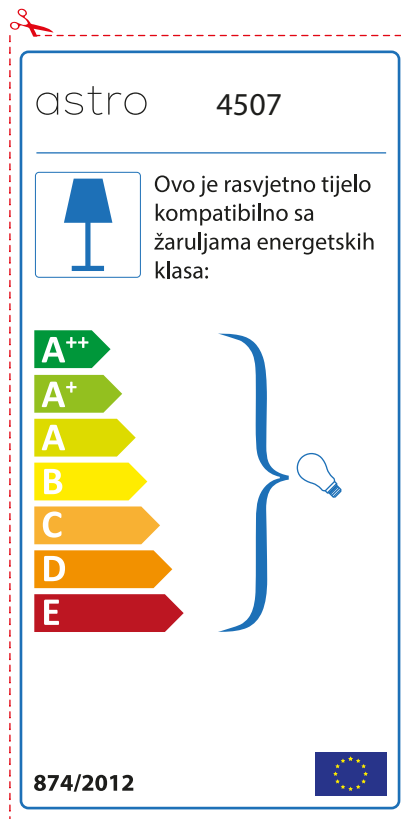 astro 4507
Ovo je rasvjetno tijelo
kompatibilno sa
žaruljama energetskih
klasa:
A++
A+
A
B
C
D
E
874/2012